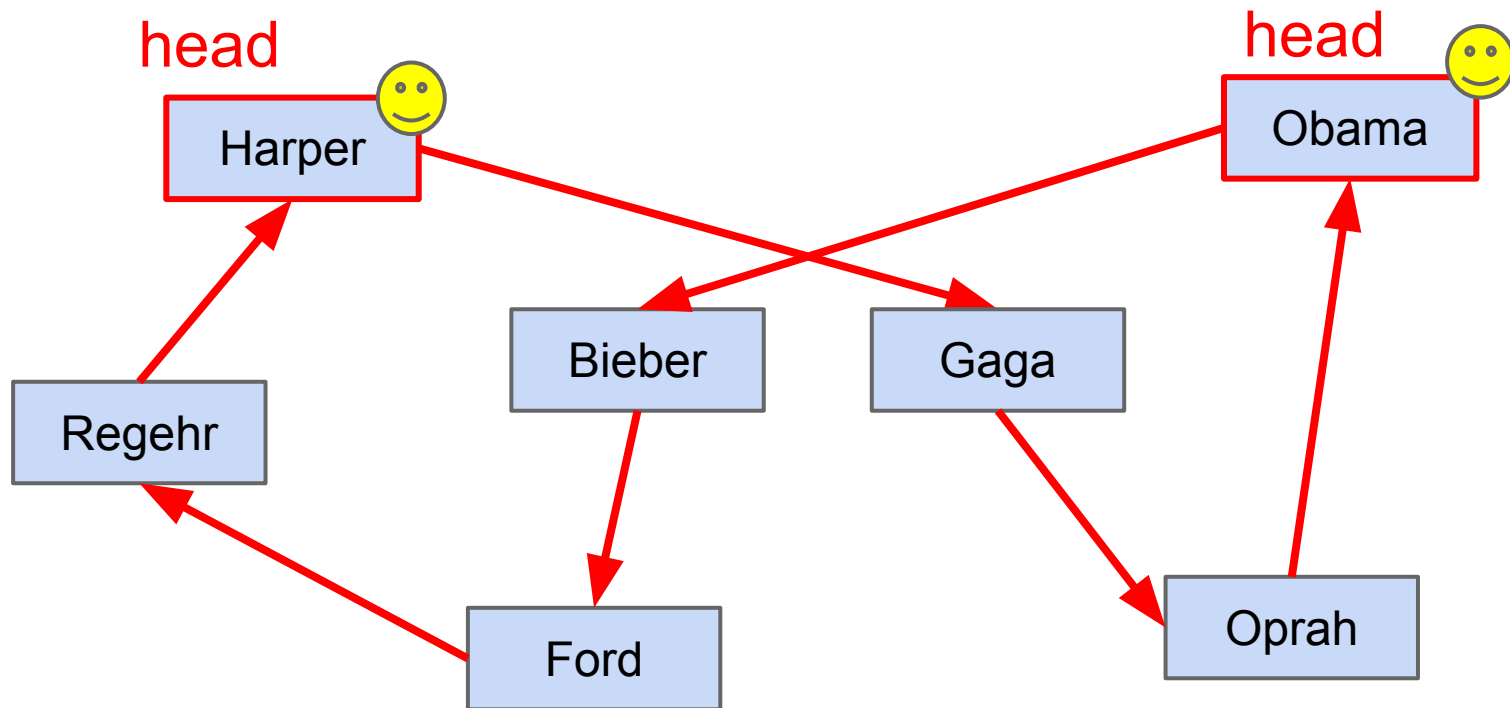 head
head
Harper
Obama
Bieber
Gaga
Regehr
Ford
Oprah